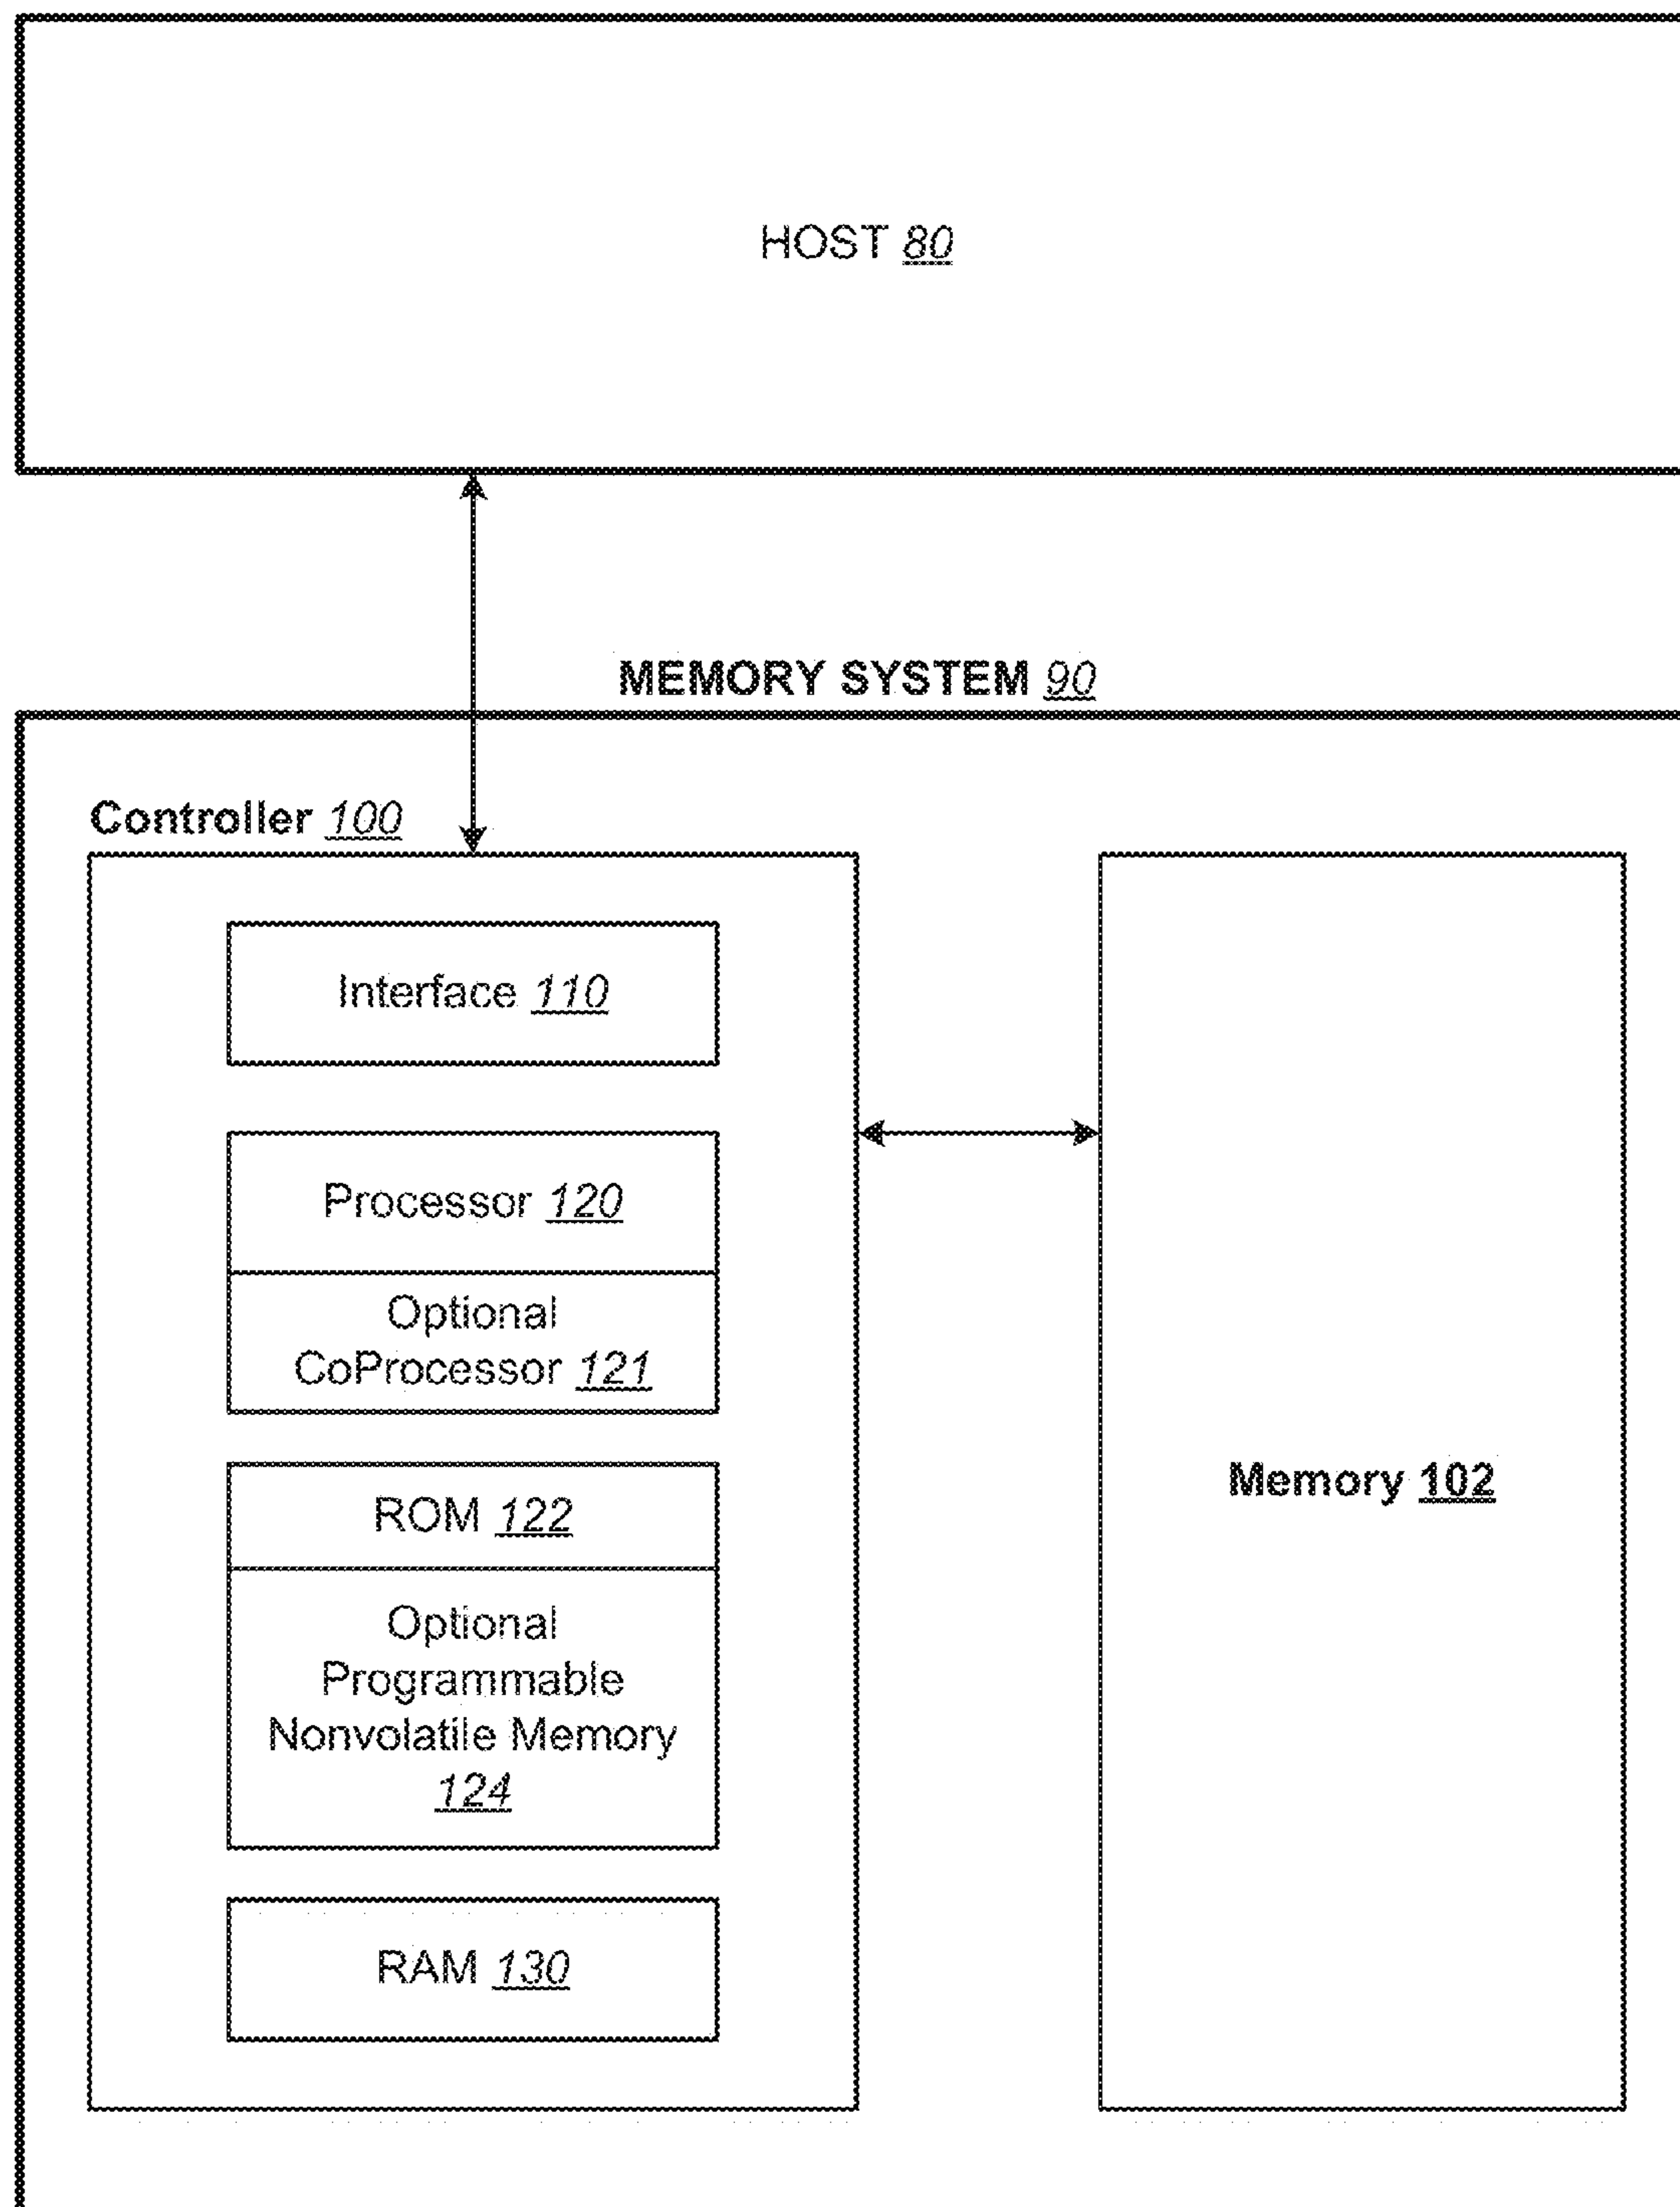 HOST 80
MEMORY SYSTEM 90
Controller 100
Interface 110
Processor 120
Optional
CoProcessor 121
ROM 122
Optional
Programmable
Nonvolatile Memory
124
RAM 130
Memory 102